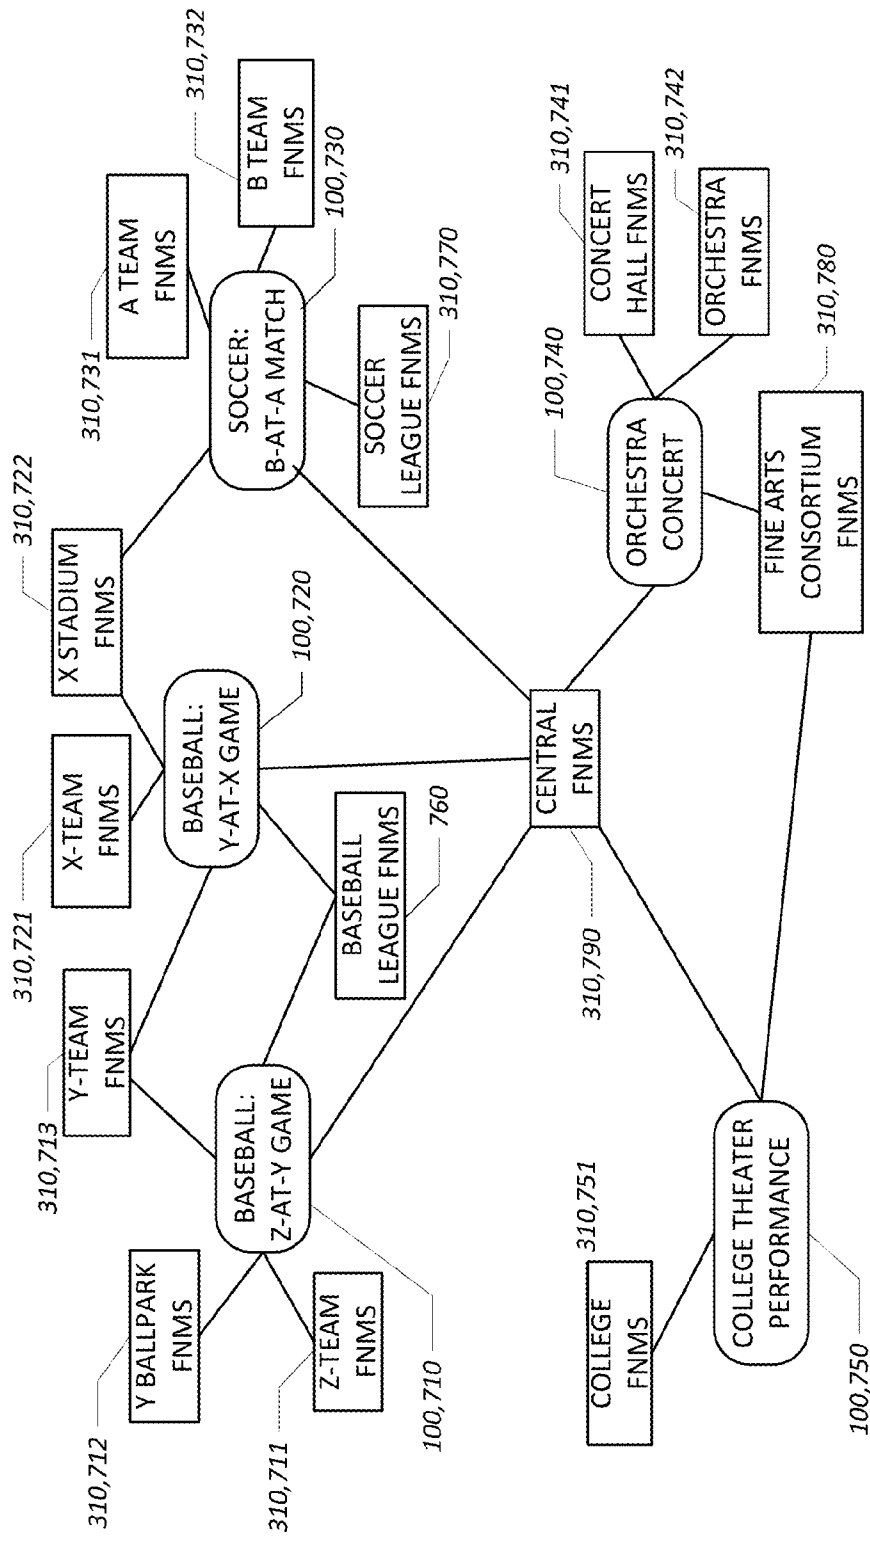 310,712
Y BALLPARK
FNMS
310,713
Y-TEAM
FNMS
310,721
X-TEAM
FNMS
310,722
X STADIUM
FNMS
310,731
A TEAM
FNMS
310,732
B TEAM
FNMS
310,711
Z-TEAM
FNMS
BASEBALL:
Z-AT-Y GAME
100,710
BASEBALL:
Y-AT-X GAME
100,720
SOCCER:
B-AT-A MATCH
100,730
BASEBALL
LEAGUE FNMS
760
SOCCER
LEAGUE FNMS
310,770
CENTRAL
FNMS
310,790
COLLEGE
FNMS
310,751
COLLEGE THEATER
PERFORMANCE
100,750
ORCHESTRA
CONCERT
100,740
CONCERT
HALL FNMS
310,741
ORCHESTRA
FNMS
310,742
FINE ARTS
CONSORTIUM
FNMS
310,780